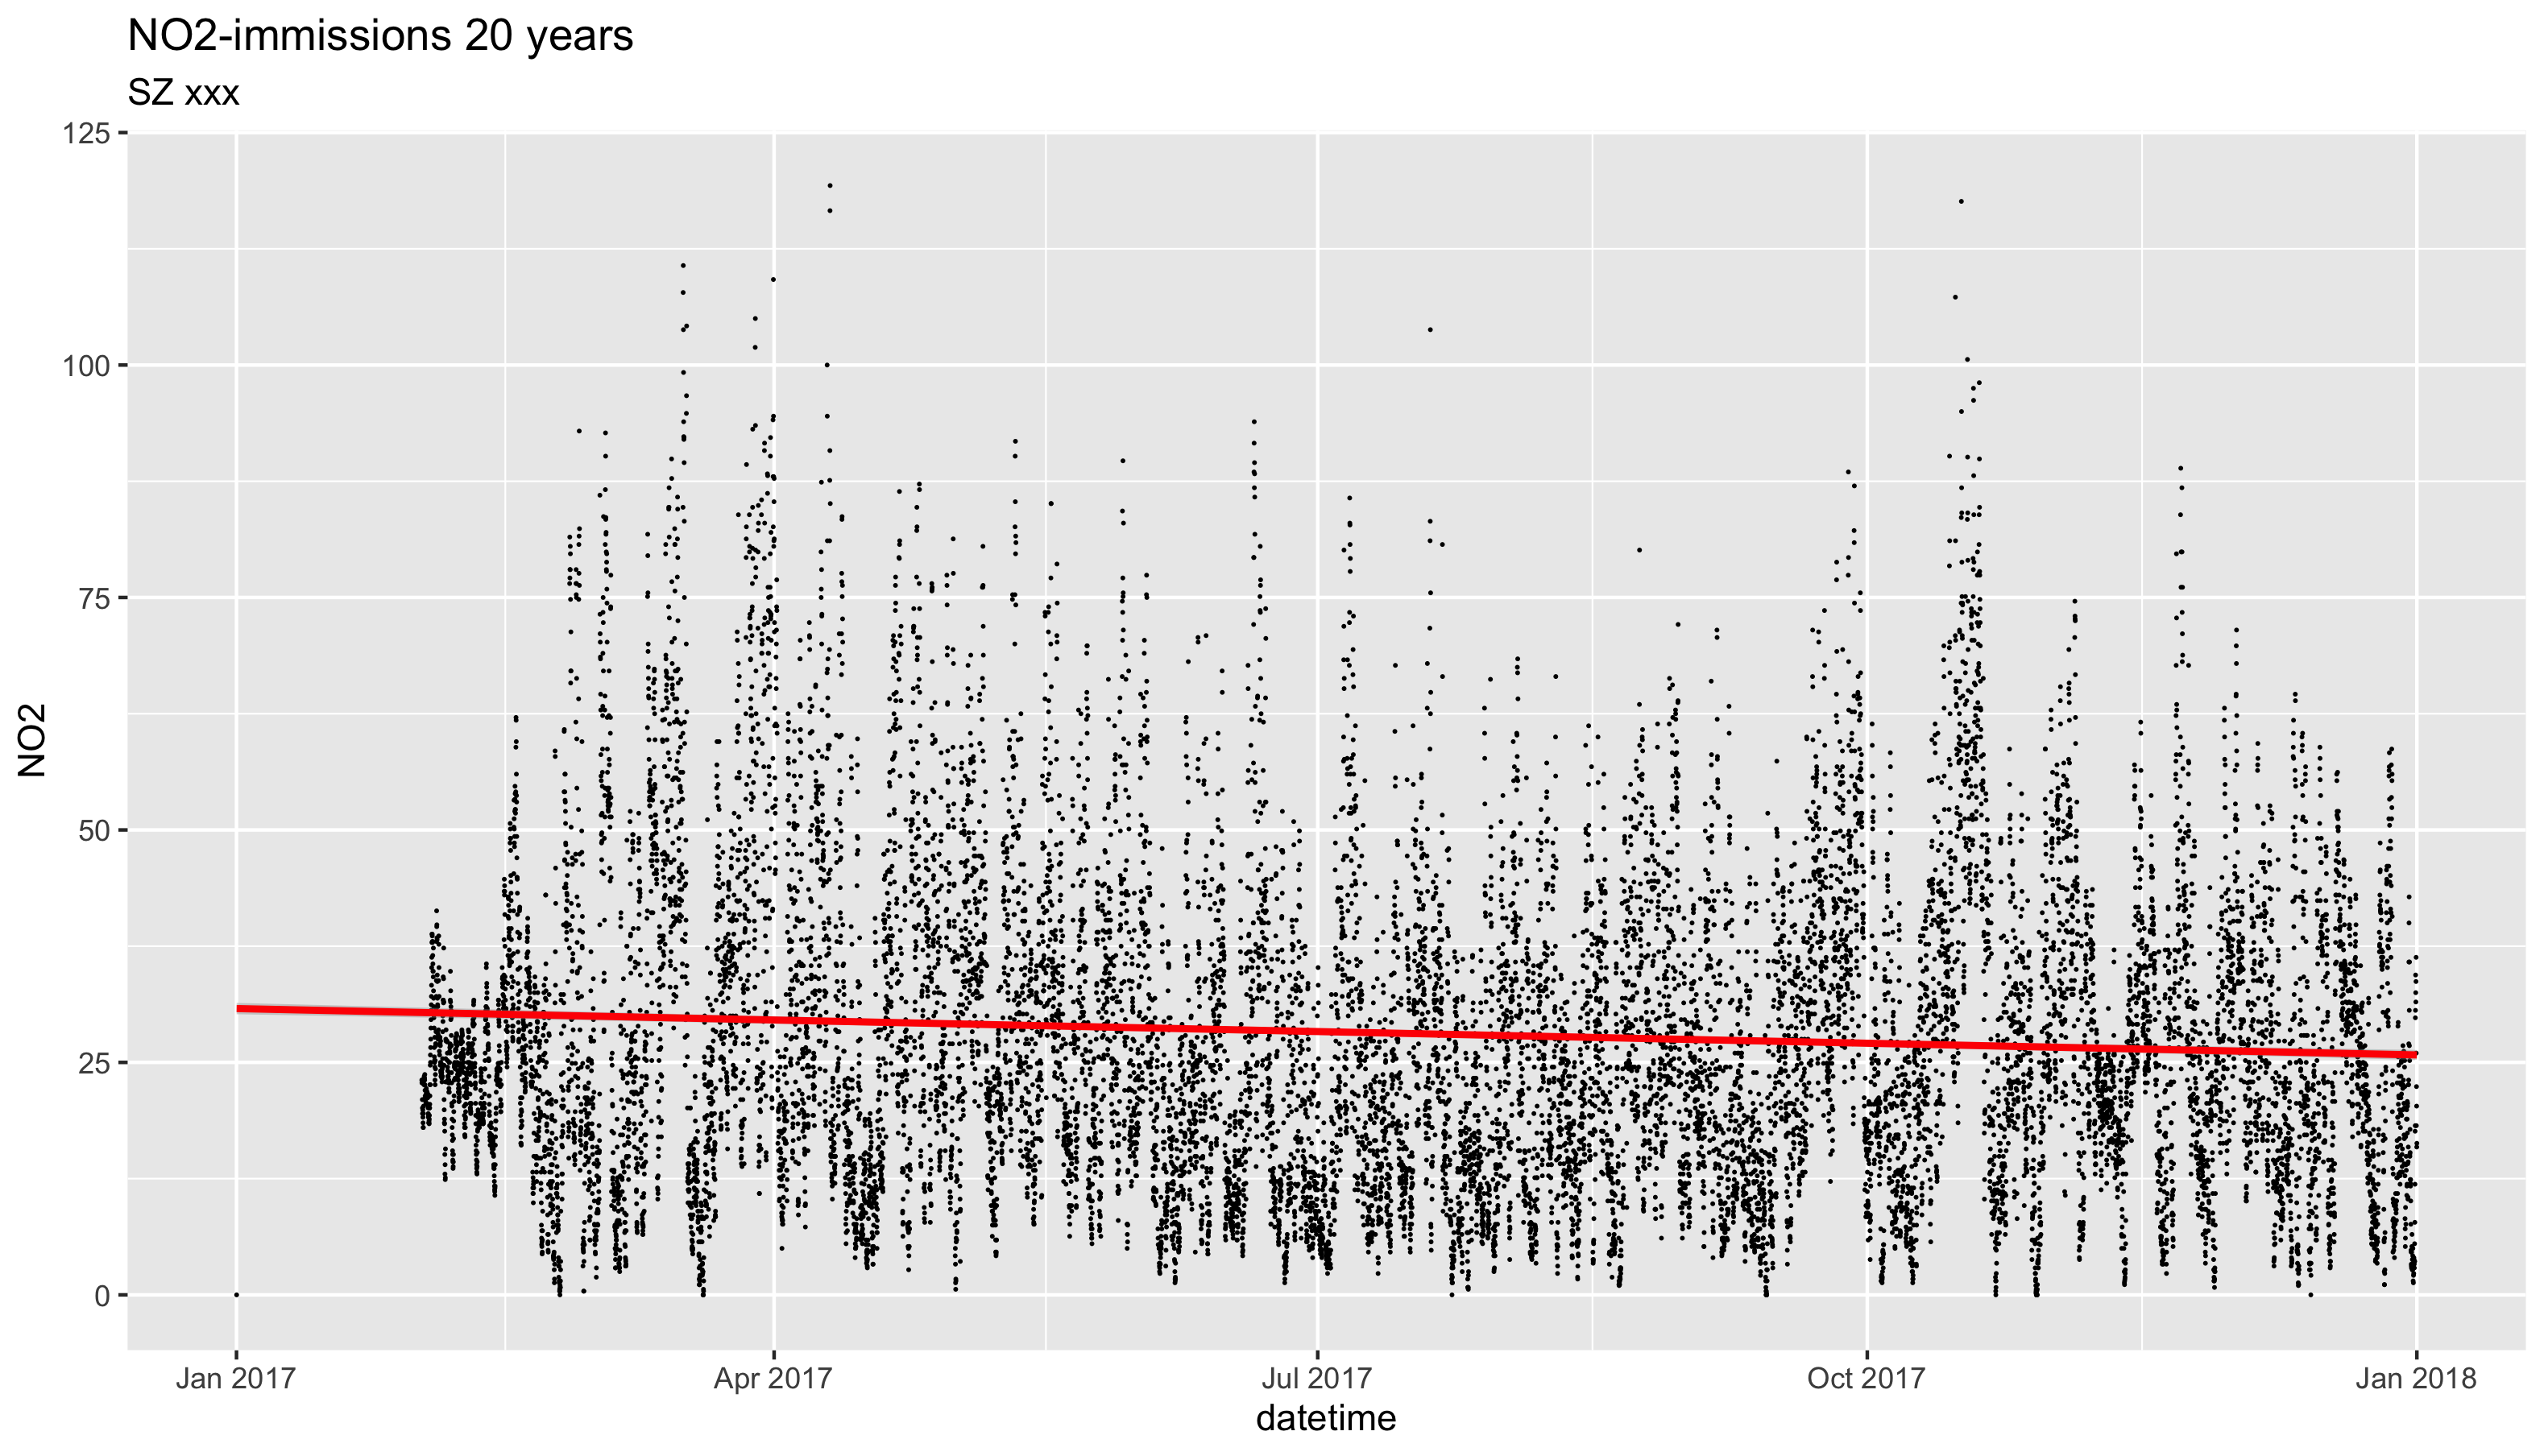 NO2-immissions 20 years
SZ xxx
125
100
75
50
25
0
NO2
Jan 2017
Apr 2017
Jul 2017
Oct 2017
Jan 2018
datetime